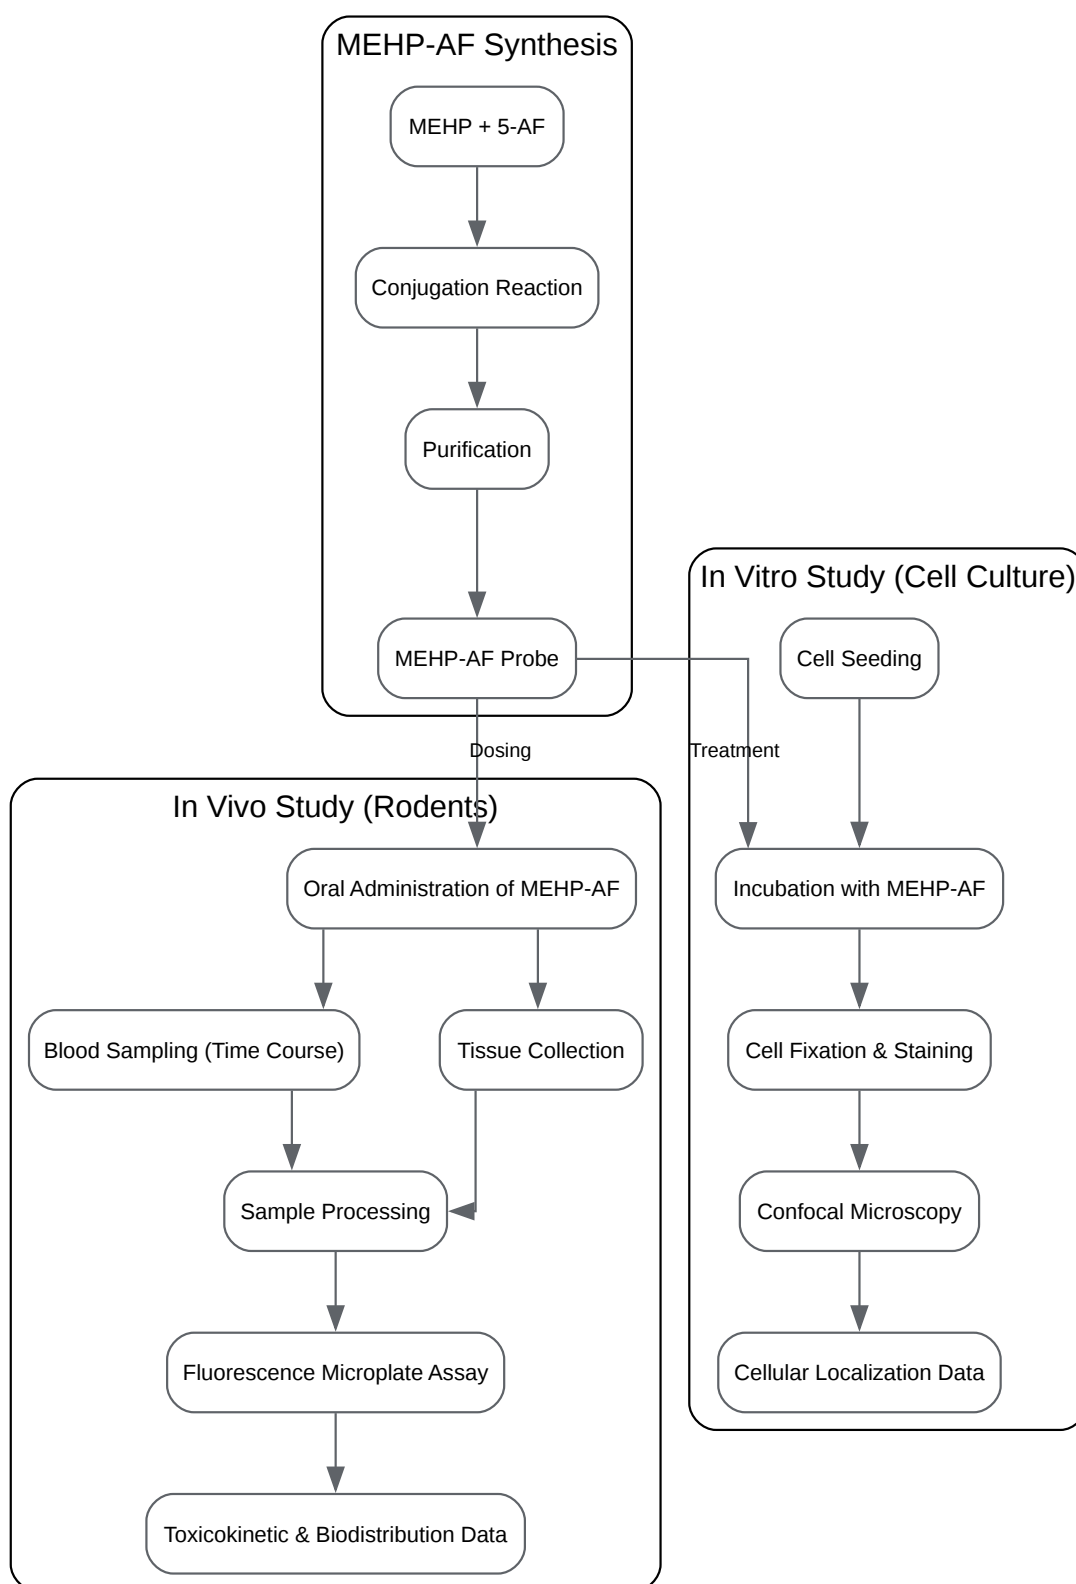 MEHP-AF Synthesis
MEHP + 5-AF
Conjugation Reaction
Purification
MEHP-AF Probe
Dosing
In Vivo Study (Rodents)
Oral Administration of MEHP-AF
Blood Sampling (Time Course)
Tissue Collection
Sample Processing
Fluorescence Microplate Assay
Toxicokinetic & Biodistribution Data
In Vitro Study (Cell Culture)
Cell Seeding
Treatment
Incubation with MEHP-AF
Cell Fixation & Staining
Confocal Microscopy
Cellular Localization Data